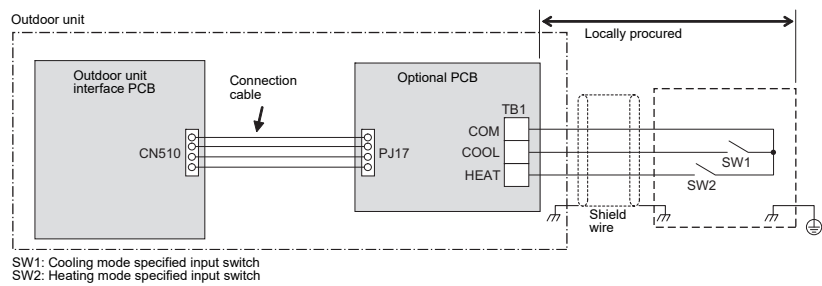 Outdoor unit
Locally procured
Outdoor unit
interface PCB
Connection
cable
Optional PCB
TB1
COM
CN510
PJ17
COOL
SW1
HEAT
SW2
Shield
wire
SW1: Cooling mode specified input switch
SW2: Heating mode specified input switch